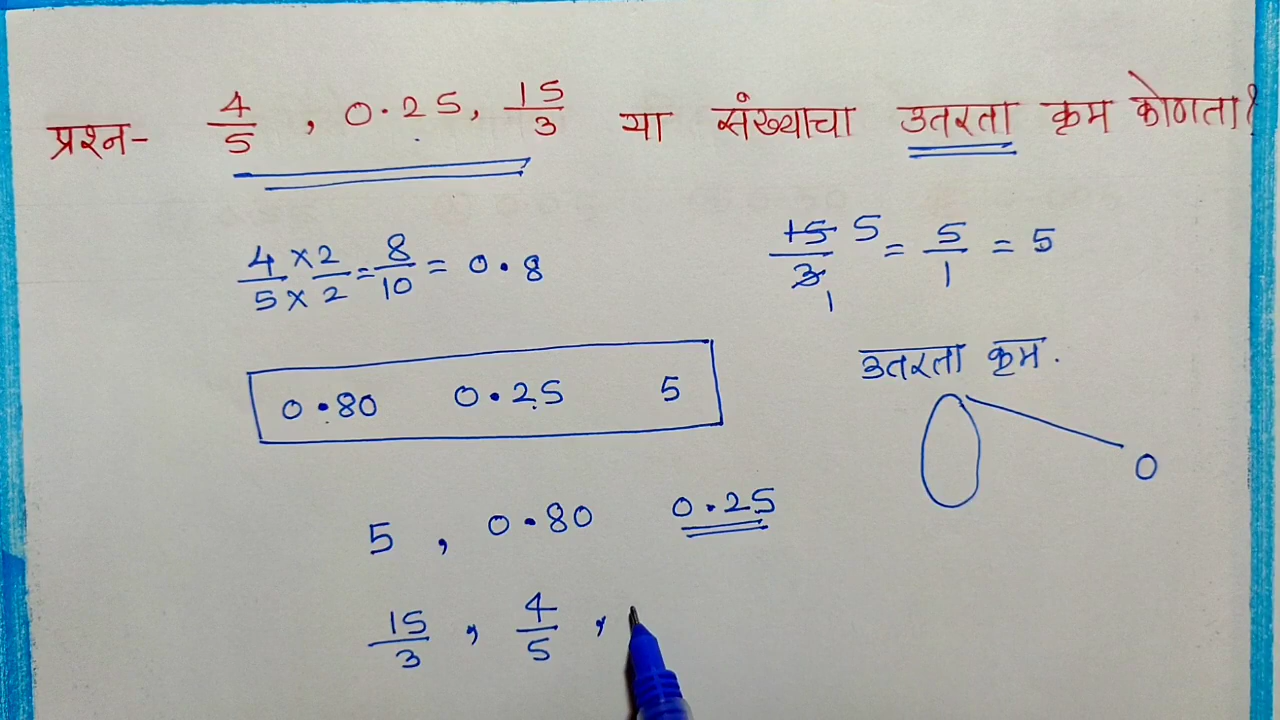 प्रश्न- 4/5 , 0.25, 15/3 या संख्याचा उतरता क्रम कोणता?
4/5 × 2/2 = 8/10 = 0.8
15/3 5/1 = 5/1 = 5
0.80 0.25 5
उतरता क्रम.
0
5 , 0.80 0.25
15/3 , 4/5 ,